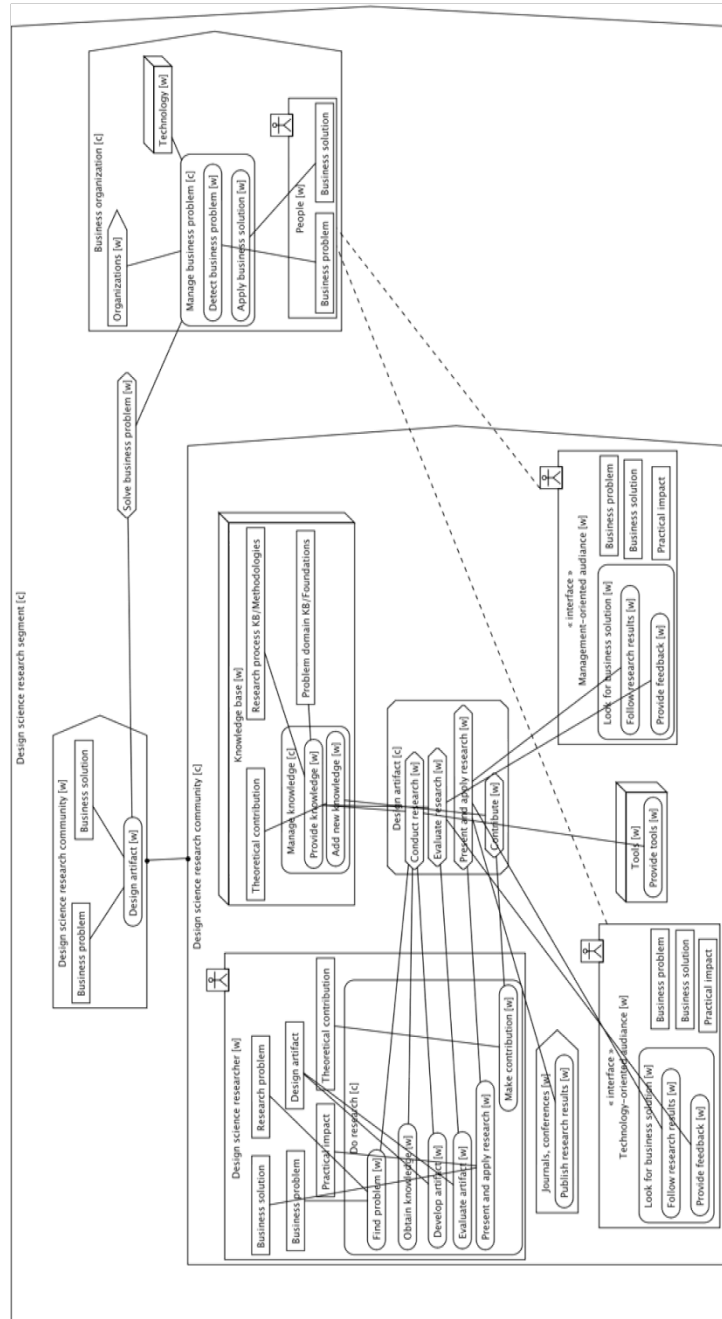 Design science research segment [c]
Design science research community [w]
Business problem
Business solution
Design artifact [w]
Solve business problem [w]
Business organization [c]
Organizations [w]
Technology [w]
Manage business problem [c]
Detect business problem [w]
Apply business solution [w]
People [w]
Business problem
Business solution
Design science research community [c]
Design science researcher [w]
Business solution
Research problem
Business problem
Design artifact
Practical impact
Theoretical contribution
Do research [c]
Find problem [w]
Obtain knowledge [w]
Develop artifact [w]
Evaluate artifact [w]
Present and apply research [w]
Make contribution [w]
Knowledge base [w]
Theoretical contribution
Research process KB/Methodologies
Problem domain KB/Foundations
Manage knowledge [c]
Provide knowledge [w]
Add new knowledge [w]
Design artifact [c]
Conduct research [w]
Evaluate research [w]
Present and apply research [w]
Contribute [w]
Journals, conferences [w]
Publish research results [w]
Tools [w]
Provide tools [w]
« interface »
Technology-oriented audiance [w]
Look for business solution [w]
Follow research results [w]
Provide feedback [w]
Business problem
Business solution
Practical impact
« interface »
Management-oriented audiance [w]
Look for business solution [w]
Follow research results [w]
Provide feedback [w]
Business problem
Business solution
Practical impact